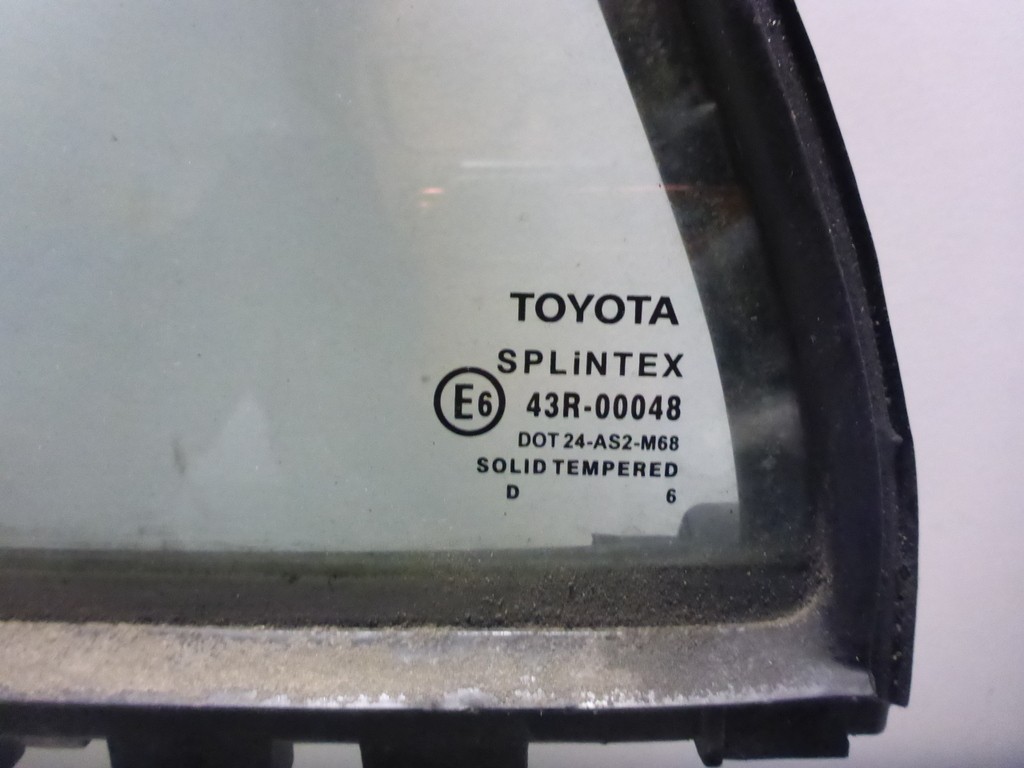 TOYOTA
SPLiNTEX
E6 43R-00048
DOT 24-AS2-M68
SOLID TEMPERED
D 6